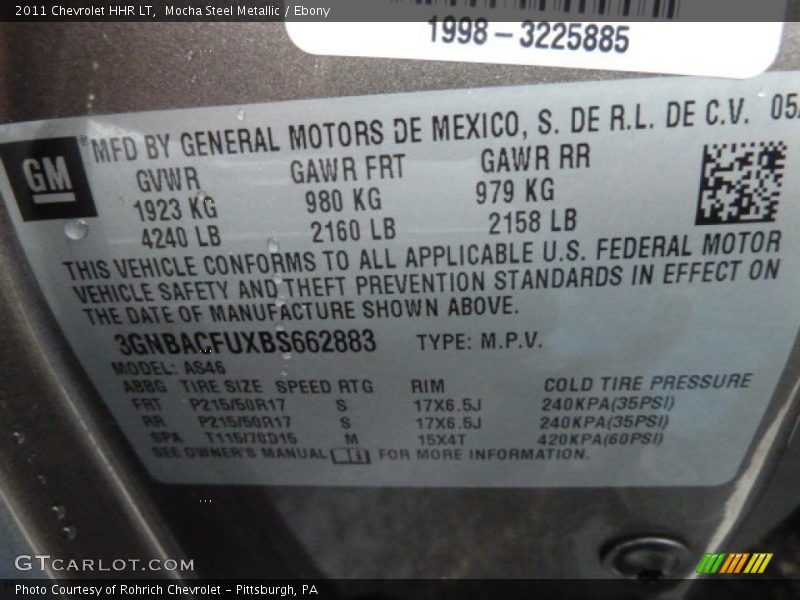 2011 Chevrolet HHR LT, Mocha Steel Metallic / Ebony
1998-3225885
GM® MFD BY GENERAL MOTORS DE MEXICO, S. DE R.L. DE C.V.
GVWR GAWR FRT GAWR RR
1923 KG 980 KG 979 KG
4240 LB 2160 LB 2158 LB
THIS VEHICLE CONFORMS TO ALL APPLICABLE U.S. FEDERAL MOTOR
VEHICLE SAFETY AND THEFT PREVENTION STANDARDS IN EFFECT ON
THE DATE OF MANUFACTURE SHOWN ABOVE.
3GNBACFUXBS662883 TYPE: M.P.V.
MODEL: AS46
ABBG TIRE SIZE SPEED RTG RIM COLD TIRE PRESSURE
FRT P215/50R17 S 17X6.5J 240KPA(35PSI)
RR P215/50R17 S 17X6.5J 240KPA(35PSI)
SPA T115/70D15 M 15X4T 420KPA(60PSI)
SEE OWNER'S MANUAL FOR MORE INFORMATION.
GTCARLOT.COM
Photo Courtesy of Rohrich Chevrolet - Pittsburgh, PA